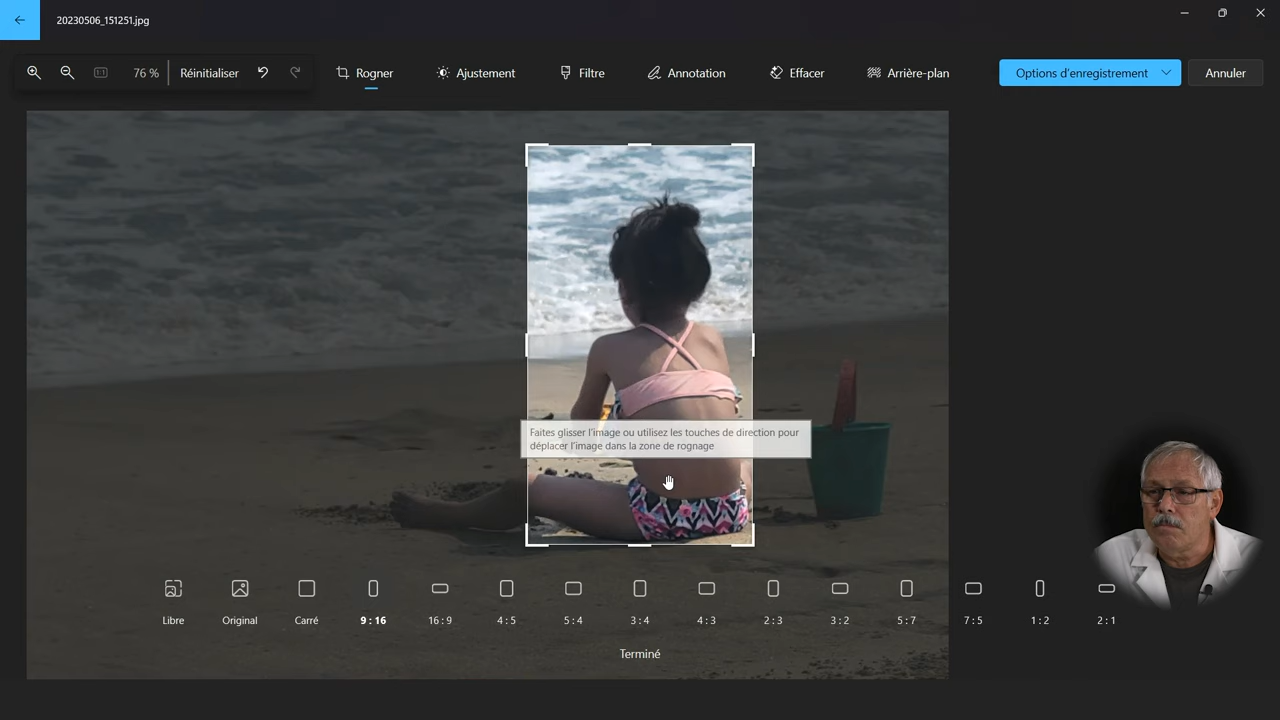 20230506_151251.jpg
76 %
Réinitialiser
Rogner
Ajustement
Filtre
Annotation
Effacer
Arrière-plan
Options d'enregistrement
Annuler
Faites glisser l'image ou utilisez les touches de direction pour
déplacer l'image dans la zone de rognage
Libre
Original
Carré
9 : 16
16 : 9
4 : 5
5 : 4
3 : 4
4 : 3
2 : 3
3 : 2
5 : 7
7 : 5
1 : 2
2 : 1
Terminé